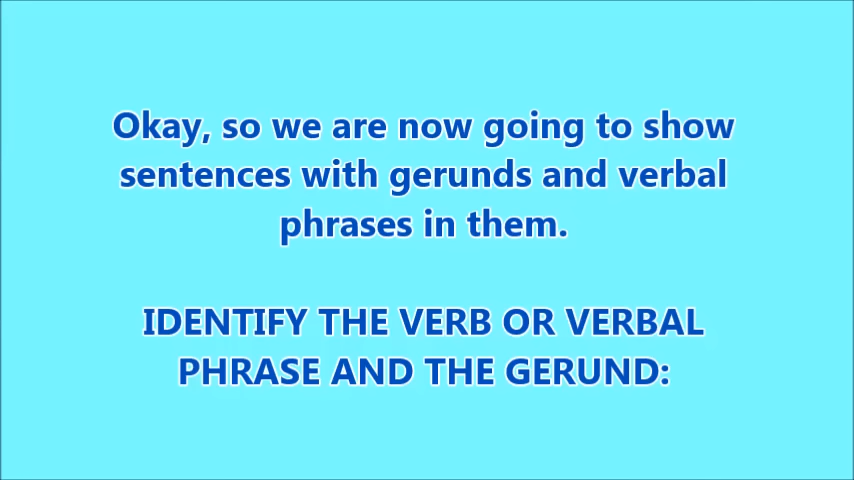 Okay, so we are now going to show
sentences with gerunds and verbal
phrases in them.
IDENTIFY THE VERB OR VERBAL
PHRASE AND THE GERUND: